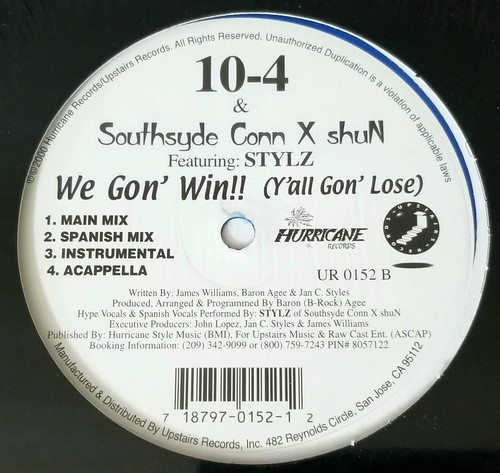 ©℗2000 Hurricane Records/Upstairs Records. All Rights Reserved. Unauthorized Duplication is a violation of applicable laws
10-4
&
Southsyde Conn X shuN
Featuring: STYLZ
We Gon' Win!! (Y'all Gon' Lose)
1. MAIN MIX
2. SPANISH MIX
3. INSTRUMENTAL
4. ACAPPELLA
HURRICANE
RECORDS
UPSTAIRS
UR 0152 B
Written By: James Williams, Baron Agee & Jan C. Styles
Produced, Arranged & Programmed By Baron (B-Rock) Agee
Hype Vocals & Spanish Vocals Performed By: STYLZ of Southsyde Conn X shuN
Executive Producers: John Lopez, Jan C. Styles & James Williams
Published By: Hurricane Style Music (BMI), For Upstairs Music & Raw Cast Ent. (ASCAP)
Booking Information: (209) 342-9099 or (800) 759-7243 PIN# 8057122
7 18797-0152-1 2
Manufactured & Distributed By Upstairs Records, Inc. 482 Reynolds Circle, San Jose, CA 95112